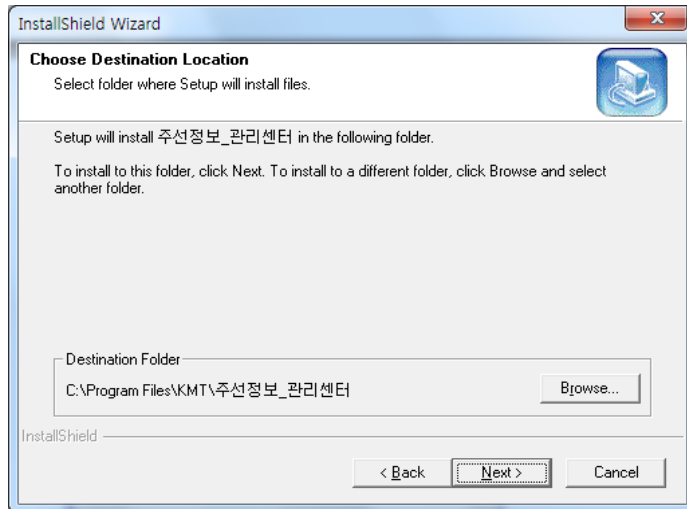 InstallShield Wizard
Choose Destination Location
Select folder where Setup will install files.
Setup will install 주선정보_관리센터 in the following folder.
To install to this folder, click Next. To install to a different folder, click Browse and select
another folder.
Destination Folder
C:\Program Files\KMT\주선정보_관리센터
Browse...
InstallShield
< Back
Next >
Cancel